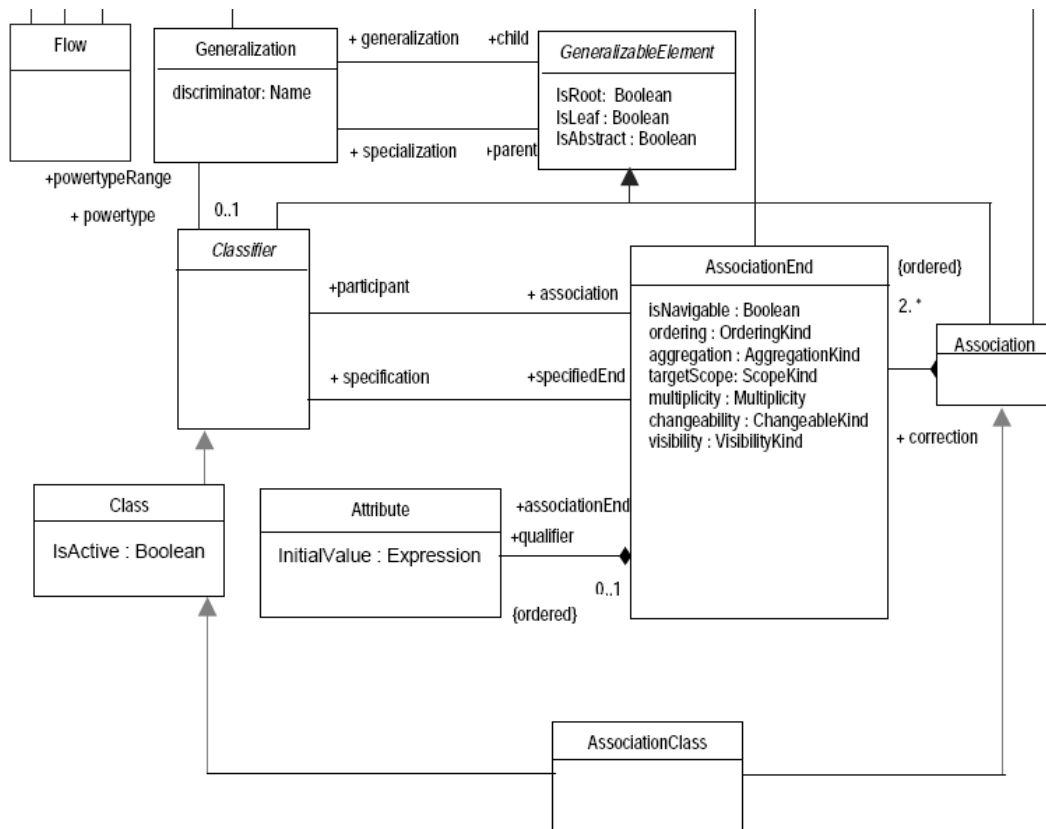 Flow
Generalization
discriminator: Name
+ generalization
+child
+ specialization
+parent
GeneralizableElement
IsRoot: Boolean
IsLeaf : Boolean
IsAbstract : Boolean
+powertypeRange
+ powertype
0..1
Classifier
+participant
+ association
+ specification
+specifiedEnd
AssociationEnd
isNavigable : Boolean
ordering : OrderingKind
aggregation : AggregationKind
targetScope: ScopeKind
multiplicity : Multiplicity
changeability : ChangeableKind
visibility : VisibilityKind
{ordered}
2..*
Association
+ correction
Class
IsActive : Boolean
Attribute
InitialValue : Expression
+associationEnd
+qualifier
0..1
{ordered}
AssociationClass